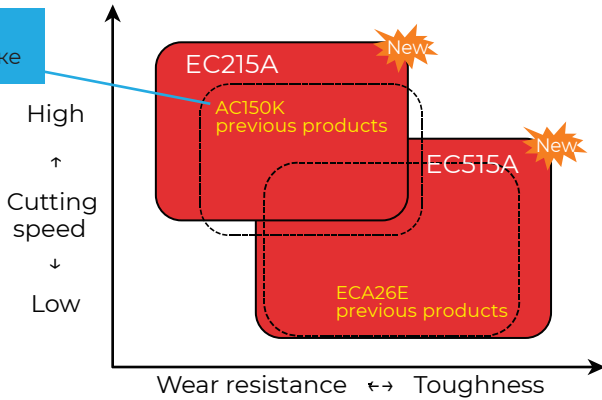 New
EC215A
AC150K
previous products
High
↑
Cutting
speed
↓
Low
New
EC515A
ECA26E
previous products
Wear resistance ↔ Toughness